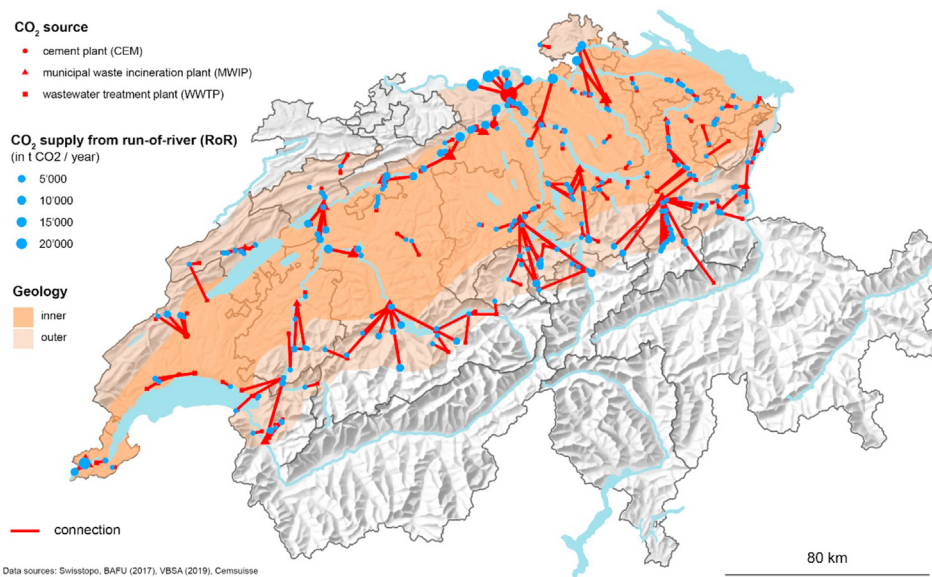 CO₂ source
cement plant (CEM)
municipal waste incineration plant (MWIP)
wastewater treatment plant (WWTP)
CO₂ supply from run-of-river (RoR)
(in t CO2 / year)
5'000
10'000
15'000
20'000
Geology
inner
outer
connection
80 km
Data sources: Swisstopo, BAFU (2017), VBSA (2019), Cemsuisse